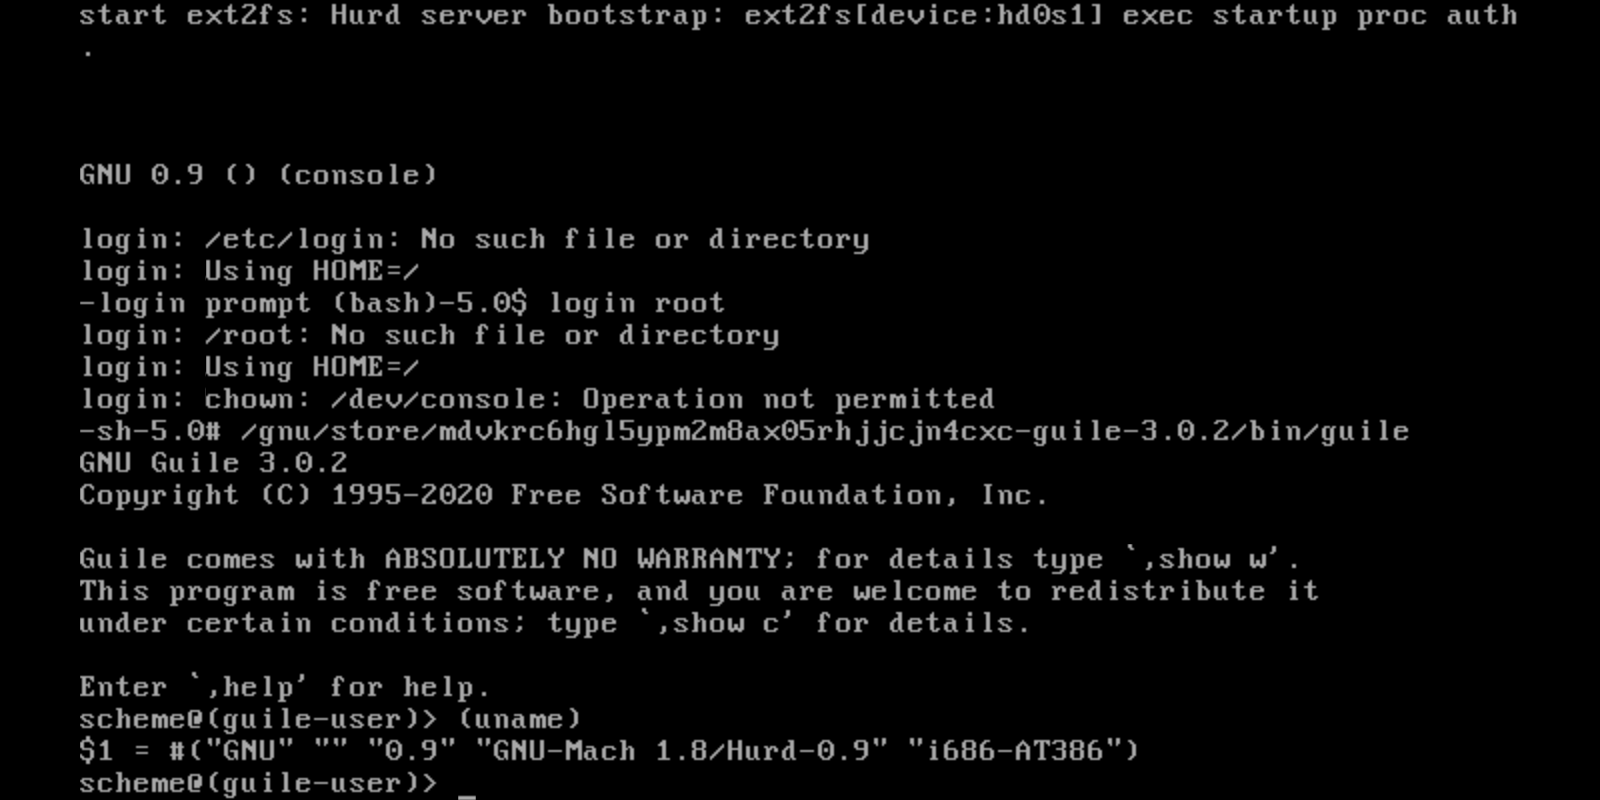 start ext2fs: Hurd server bootstrap: ext2fs[device:hd0s1] exec startup proc auth
.
GNU 0.9 () (console)
login: /etc/login: No such file or directory
login: Using HOME=/
-login prompt (bash)-5.0$ login root
login: /root: No such file or directory
login: Using HOME=/
login: chown: /dev/console: Operation not permitted
-sh-5.0# /gnu/store/mdvkrc6hgl5ypm2m8ax05rhjjcjn4cxc-guile-3.0.2/bin/guile
GNU Guile 3.0.2
Copyright (C) 1995-2020 Free Software Foundation, Inc.
Guile comes with ABSOLUTELY NO WARRANTY; for details type `,show w'.
This program is free software, and you are welcome to redistribute it
under certain conditions; type `,show c' for details.
Enter `,help' for help.
scheme@(guile-user)> (uname)
$1 = #("GNU" "" "0.9" "GNU-Mach 1.8/Hurd-0.9" "i686-AT386")
scheme@(guile-user)> _